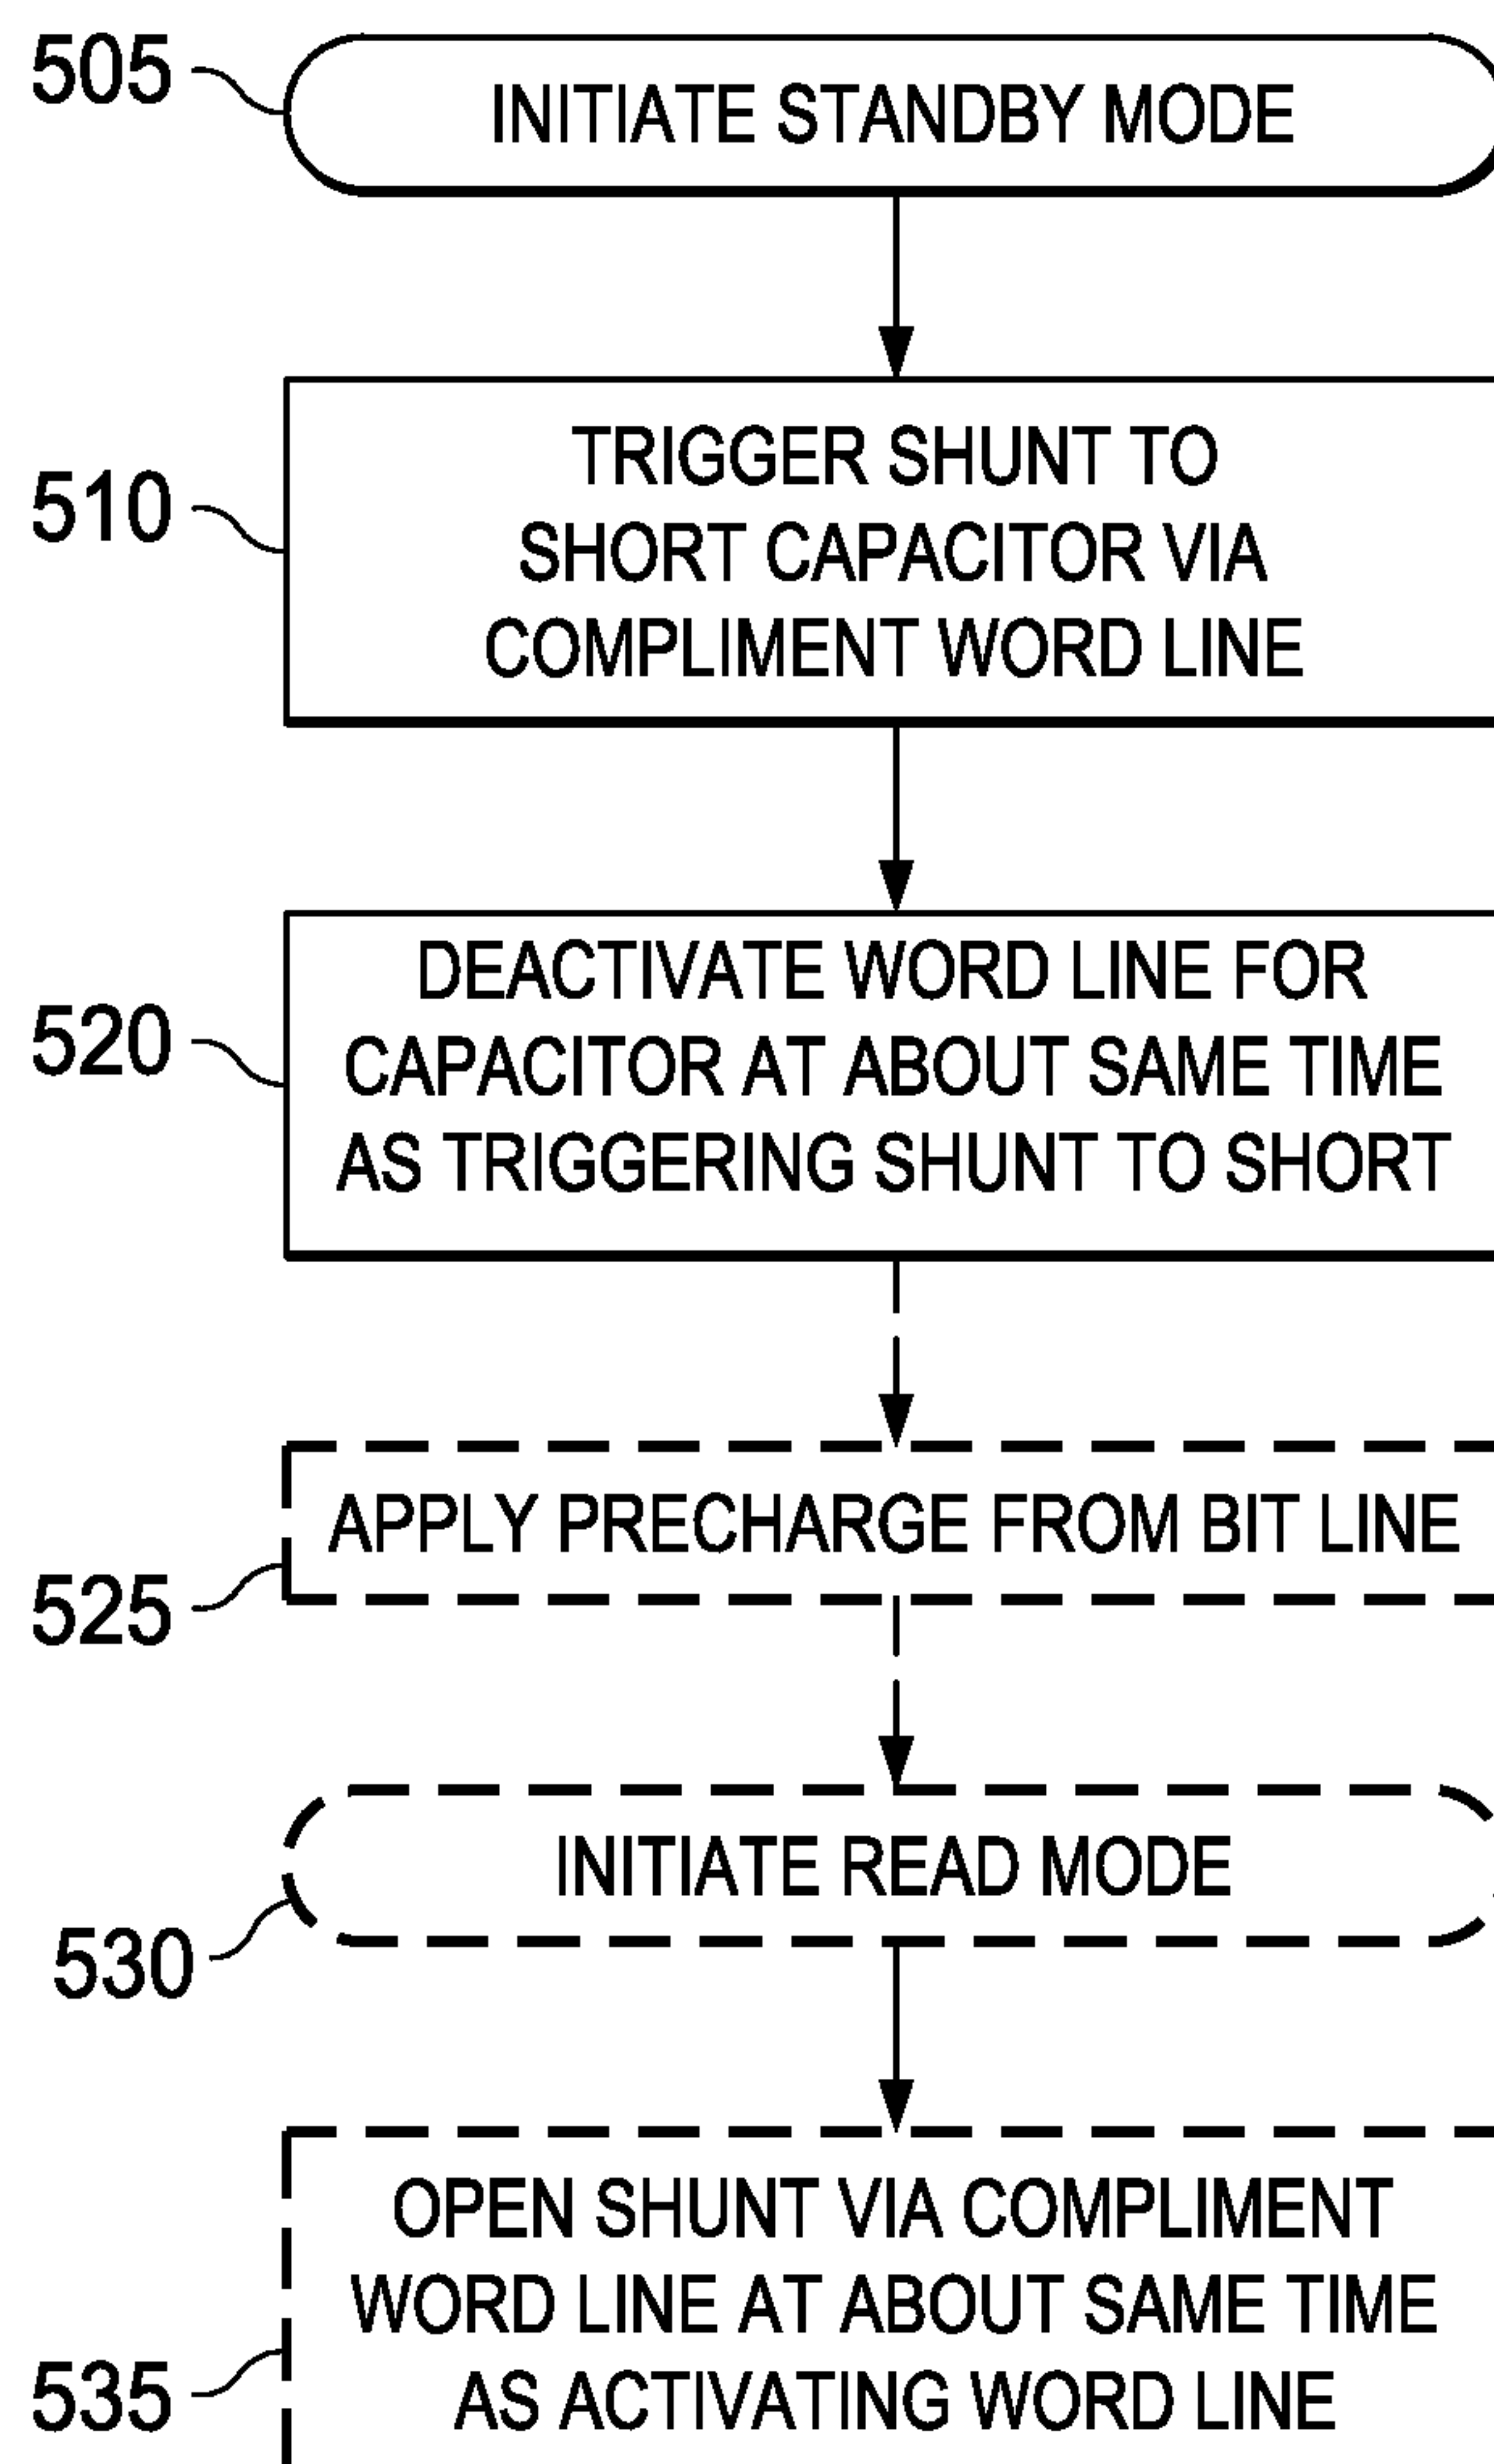 505
INITIATE STANDBY MODE
510
TRIGGER SHUNT TO
SHORT CAPACITOR VIA
COMPLIMENT WORD LINE
520
DEACTIVATE WORD LINE FOR
CAPACITOR AT ABOUT SAME TIME
AS TRIGGERING SHUNT TO SHORT
525
APPLY PRECHARGE FROM BIT LINE
530
INITIATE READ MODE
535
OPEN SHUNT VIA COMPLIMENT
WORD LINE AT ABOUT SAME TIME
AS ACTIVATING WORD LINE